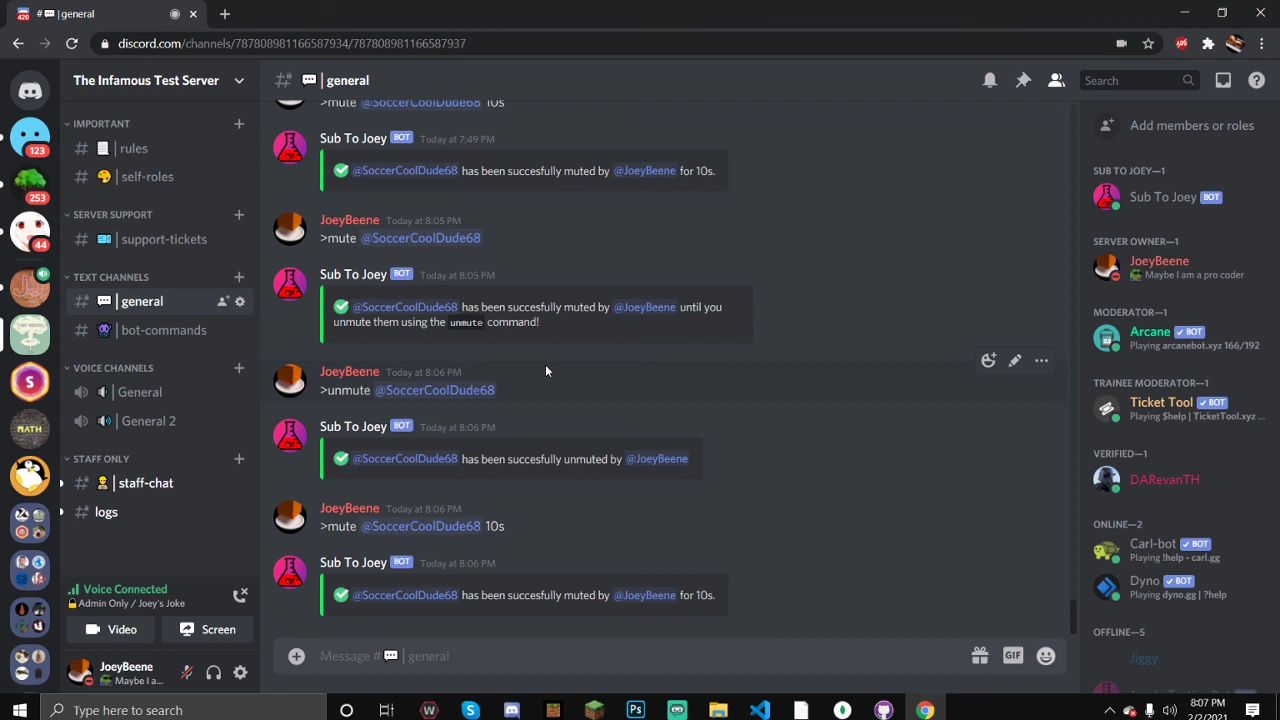 # | general
discord.com/channels/787808981166587934/787808981166587937
The Infamous Test Server
IMPORTANT
rules
self-roles
SERVER SUPPORT
support-tickets
TEXT CHANNELS
general
bot-commands
VOICE CHANNELS
General
General 2
STAFF ONLY
staff-chat
logs
Voice Connected
Admin Only / Joey's Joke
Video
Screen
JoeyBeene
Maybe I a...
420
123
253
44
MATH
| general
Search
>mute @SoccerCoolDude68 10s
Sub To Joey BOT Today at 7:49 PM
@SoccerCoolDude68 has been succesfully muted by @JoeyBeene for 10s.
JoeyBeene Today at 8:05 PM
>mute @SoccerCoolDude68
Sub To Joey BOT Today at 8:05 PM
@SoccerCoolDude68 has been succesfully muted by @JoeyBeene until you
unmute them using the unmute command!
JoeyBeene Today at 8:06 PM
>unmute @SoccerCoolDude68
Sub To Joey BOT Today at 8:06 PM
@SoccerCoolDude68 has been succesfully unmuted by @JoeyBeene
JoeyBeene Today at 8:06 PM
>mute @SoccerCoolDude68 10s
Sub To Joey BOT Today at 8:06 PM
@SoccerCoolDude68 has been succesfully muted by @JoeyBeene for 10s.
Message # | general
GIF
Add members or roles
SUB TO JOEY—1
Sub To Joey BOT
SERVER OWNER—1
JoeyBeene
Maybe I am a pro coder
MODERATOR—1
Arcane BOT
Playing arcanebot.xyz 166/192
TRAINEE MODERATOR—1
Ticket Tool BOT
Playing $help | TicketTool.xyz ...
VERIFIED—1
DARevanTH
ONLINE—2
Carl-bot BOT
Playing !help - carl.gg
Dyno BOT
Playing dyno.gg | ?help
OFFLINE—5
Jiggy
Type here to search
8:07 PM
2/2/2021